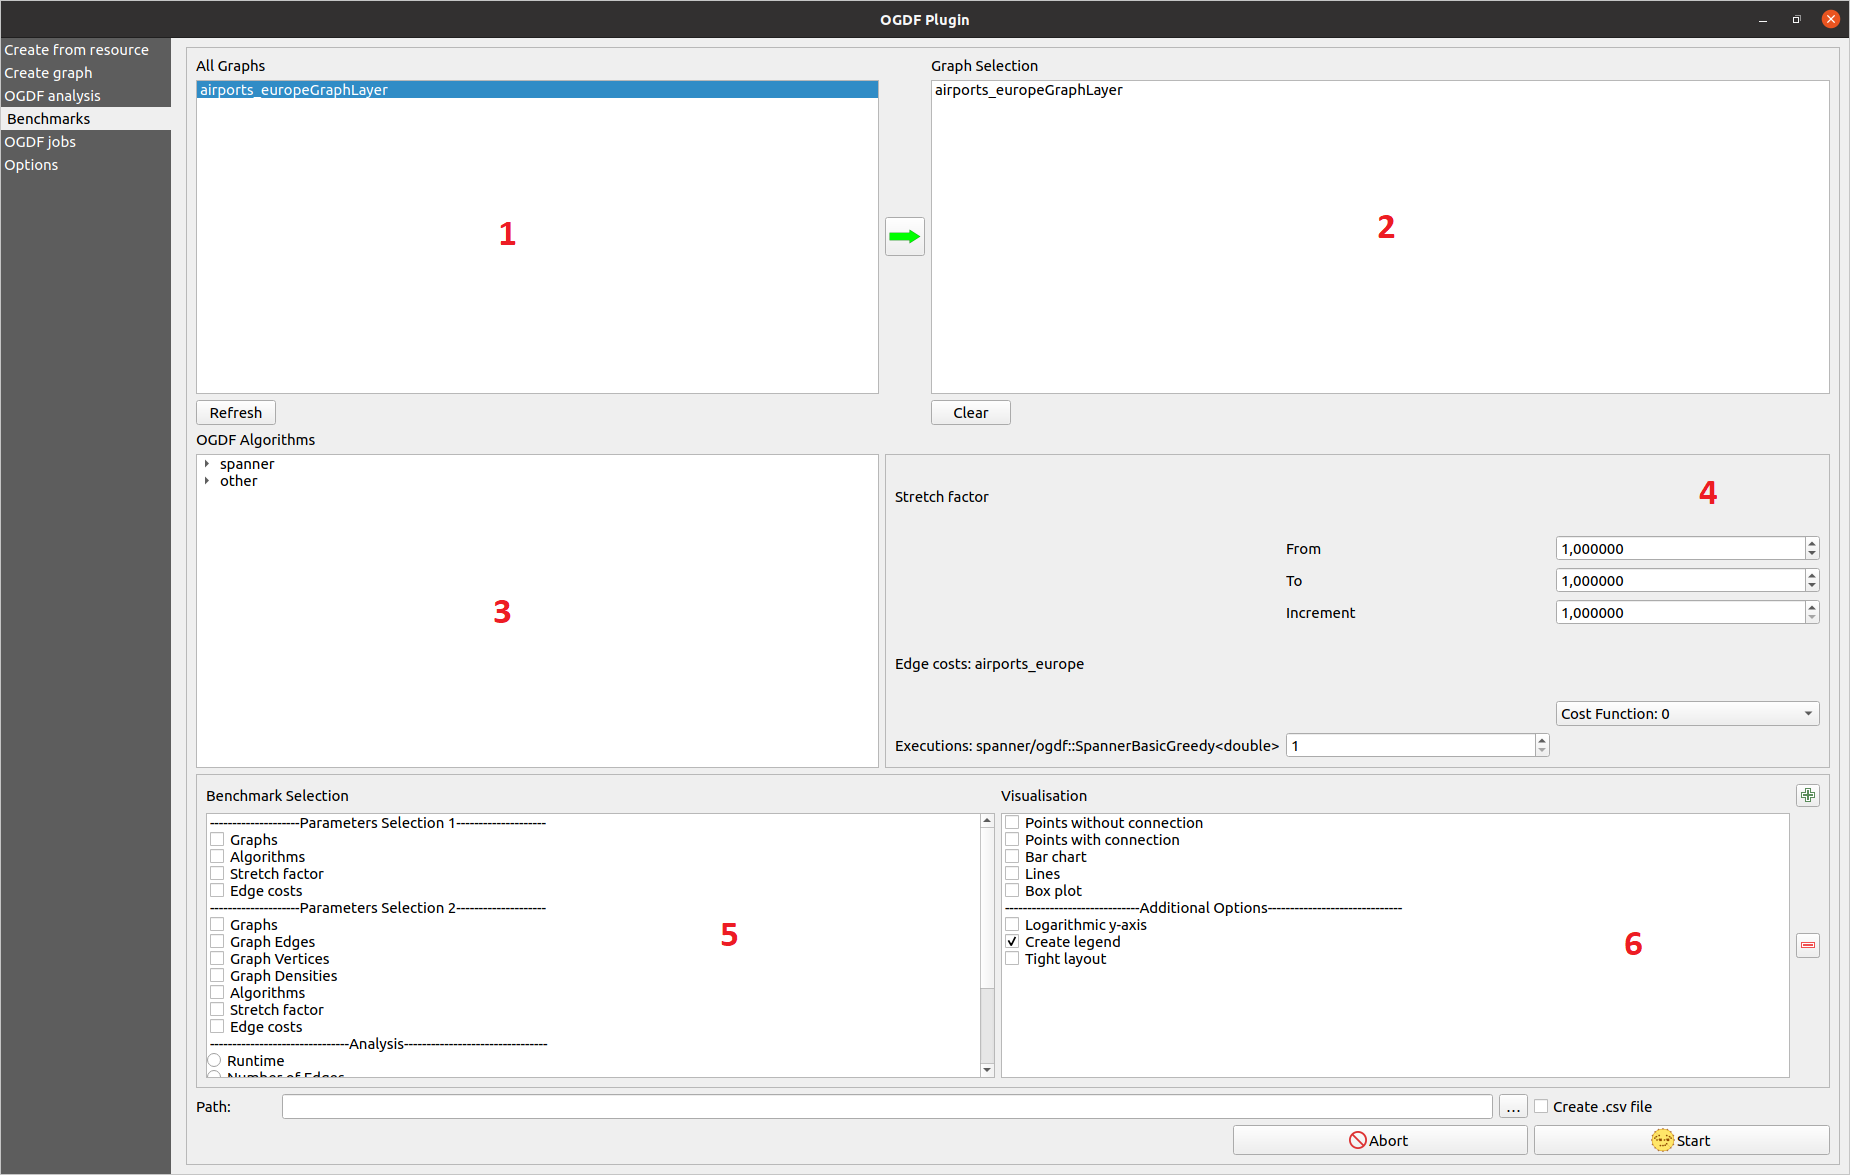 OGDF Plugin
Create from resource
Create graph
OGDF analysis
Benchmarks
OGDF jobs
Options
All Graphs
airports_europeGraphLayer
1
Graph Selection
airports_europeGraphLayer
2
Refresh
Clear
OGDF Algorithms
spanner
other
3
4
Stretch factor
From
1,000000
To
1,000000
Increment
1,000000
Edge costs: airports_europe
Cost Function: 0
Executions: spanner/ogdf::SpannerBasicGreedy<double>
1
Benchmark Selection
--------------------Parameters Selection 1--------------------
Graphs
Algorithms
Stretch factor
Edge costs
--------------------Parameters Selection 2--------------------
Graphs
Graph Edges
Graph Vertices
Graph Densities
Algorithms
Stretch factor
Edge costs
-------------------------------Analysis--------------------------------
Runtime
Number of Edges
5
Visualisation
Points without connection
Points with connection
Bar chart
Lines
Box plot
------------------------------Additional Options------------------------------
Logarithmic y-axis
Create legend
Tight layout
6
Path:
...
Create .csv file
Abort
Start